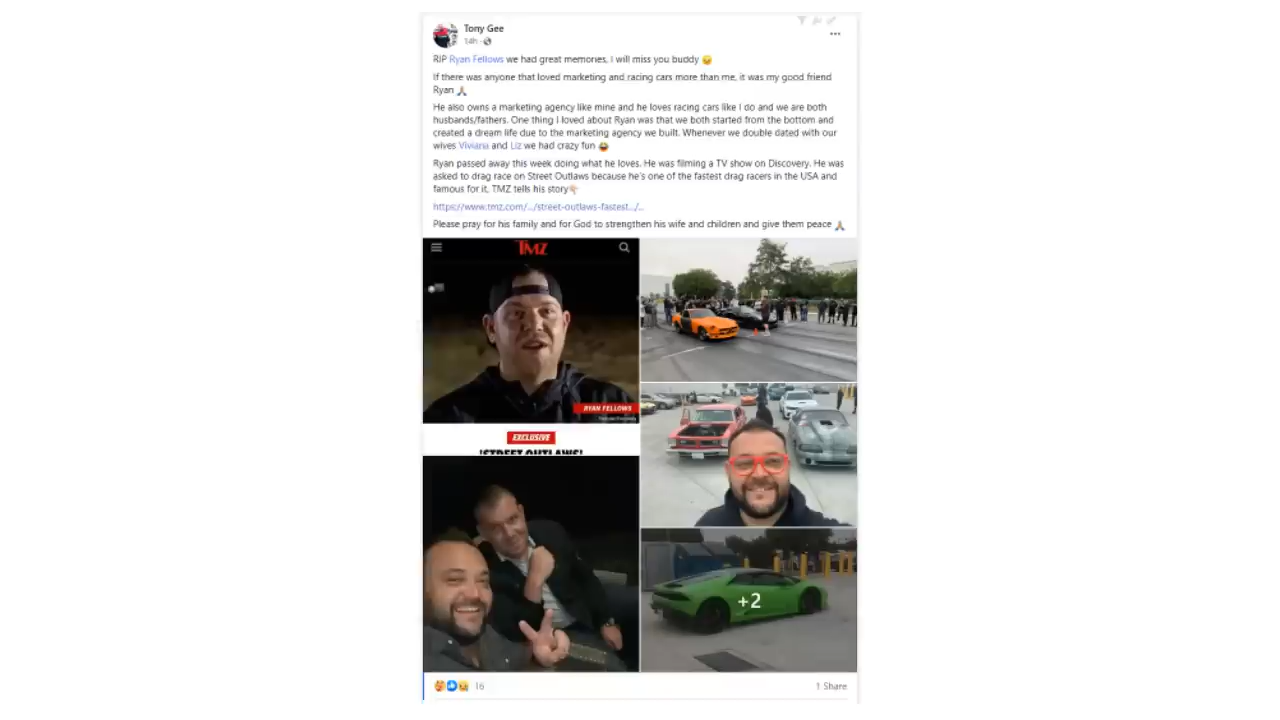 Tony Gee
14h ·
RIP Ryan Fellows we had great memories, I will miss you buddy
If there was anyone that loved marketing and racing cars more than me, it was my good friend
Ryan
He also owns a marketing agency like mine and he loves racing cars like I do and we are both
husbands/fathers. One thing I loved about Ryan was that we both started from the bottom and
created a dream life due to the marketing agency we built. Whenever we double dated with our
wives Viviana and Liz we had crazy fun
Ryan passed away this week doing what he loves. He was filming a TV show on Discovery. He was
asked to drag race on Street Outlaws because he's one of the fastest drag racers in the USA and
famous for it, TMZ tells his story
https://www.tmz.com/.../street-outlaws-fastest.../...
Please pray for his family and for God to strengthen his wife and children and give them peace
TMZ
RYAN FELLOWS
EXCLUSIVE
'STREET OUTLAWS'
+2
16
1 Share